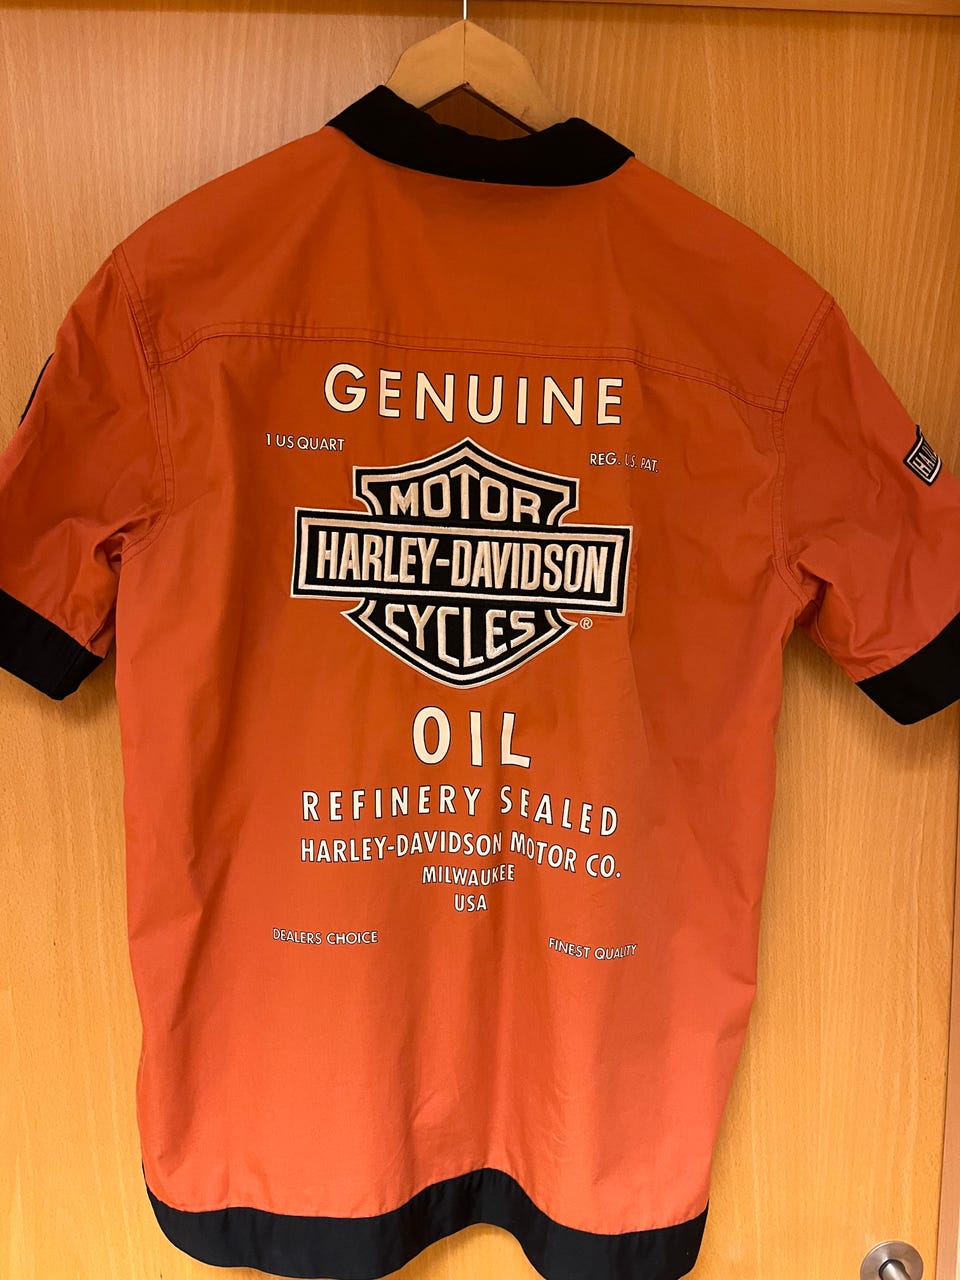 GENUINE
1 US QUART
REG. U.S. PAT.
MOTOR
HARLEY-DAVIDSON
CYCLES
®
OIL
REFINERY SEALED
HARLEY-DAVIDSON MOTOR CO.
MILWAUKEE
USA
DEALERS CHOICE
FINEST QUALITY